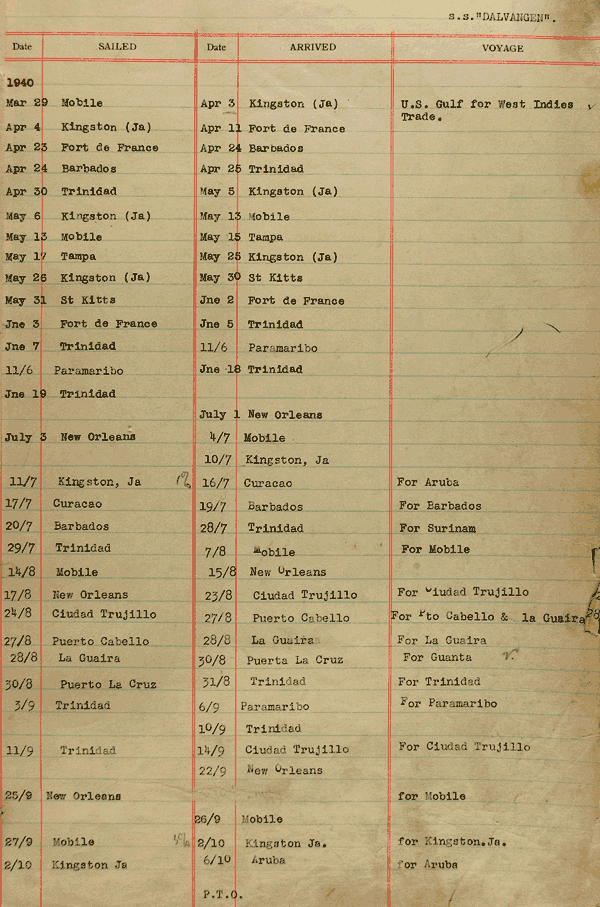 s.s."DALVANGEN".
Date SAILED Date ARRIVED VOYAGE
1940
Mar 29 Mobile Apr 3 Kingston (Ja) U.S. Gulf for West Indies
Trade.
Apr 4 Kingston (Ja) Apr 11 Fort de France
Apr 23 Fort de France Apr 24 Barbados
Apr 24 Barbados Apr 25 Trinidad
Apr 30 Trinidad May 5 Kingston (Ja)
May 6 Kingston (Ja) May 13 Mobile
May 13 Mobile May 15 Tampa
May 17 Tampa May 25 Kingston (Ja)
May 26 Kingston (Ja) May 30 St Kitts
May 31 St Kitts Jne 2 Fort de France
Jne 3 Fort de France Jne 5 Trinidad
Jne 7 Trinidad 11/6 Paramaribo
11/6 Paramaribo Jne 18 Trinidad
Jne 19 Trinidad
July 1 New Orleans
July 3 New Orleans 4/7 Mobile
10/7 Kingston, Ja
11/7 Kingston, Ja 16/7 Curacao For Aruba
17/7 Curacao 19/7 Barbados For Barbados
20/7 Barbados 28/7 Trinidad For Surinam
29/7 Trinidad 7/8 Mobile For Mobile
14/8 Mobile 15/8 New Orleans
17/8 New Orleans 23/8 Ciudad Trujillo For Ciudad Trujillo
24/8 Ciudad Trujillo 27/8 Puerto Cabello For Pto Cabello & la Guaira
27/8 Puerto Cabello 28/8 La Guaira For La Guaira
28/8 La Guaira 30/8 Puerta La Cruz For Guanta
30/8 Puerto La Cruz 31/8 Trinidad For Trinidad
3/9 Trinidad 6/9 Paramaribo For Paramaribo
10/9 Trinidad
11/9 Trinidad 14/9 Ciudad Trujillo For Ciudad Trujillo
22/9 New Orleans
25/9 New Orleans for Mobile
26/9 Mobile
27/9 Mobile 2/10 Kingston Ja. for Kingston.Ja.
2/10 Kingston Ja 6/10 Aruba for Aruba
P.T.O.